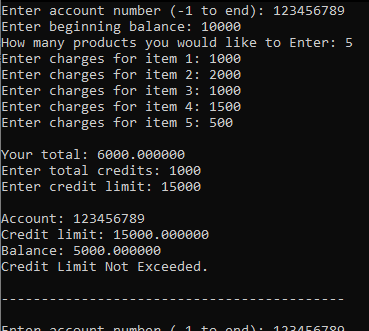 Enter account number (-1 to end): 123456789
Enter beginning balance: 10000
How many products you would like to Enter: 5
Enter charges for item 1: 1000
Enter charges for item 2: 2000
Enter charges for item 3: 1000
Enter charges for item 4: 1500
Enter charges for item 5: 500
Your total: 6000.000000
Enter total credits: 1000
Enter credit limit: 15000
Account: 123456789
Credit limit: 15000.000000
Balance: 5000.000000
Credit Limit Not Exceeded.
-------------------------------------------
Enter account number (-1 to end): 123456789